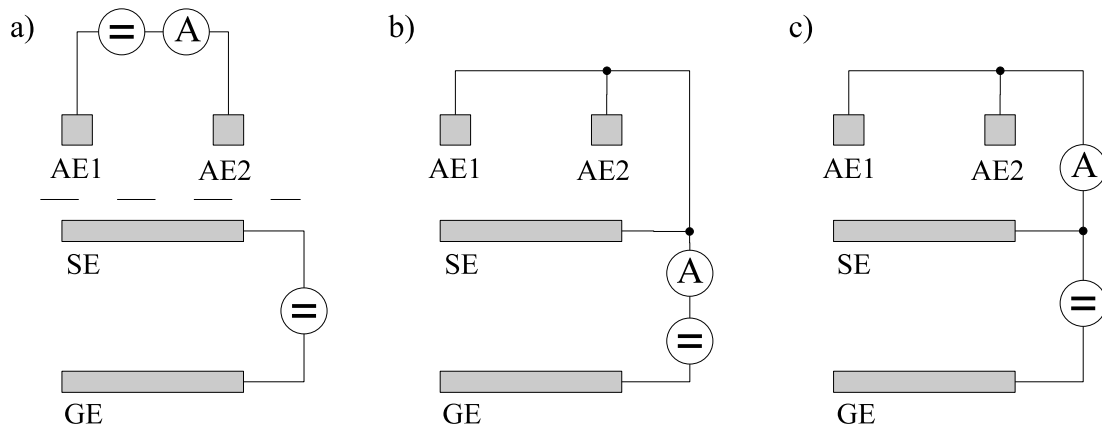 a)
= A
AE1 AE2
SE
=
GE
b)
AE1 AE2
SE
A
=
GE
c)
A
AE1 AE2
SE
=
GE